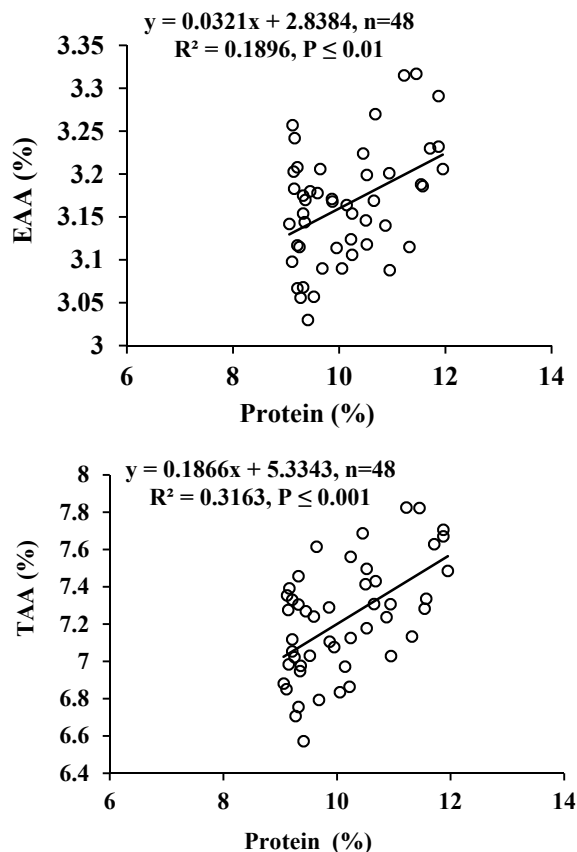 y = 0.0321x + 2.8384, n=48
R² = 0.1896, P ≤ 0.01
3.35
3.3
3.25
3.2
3.15
3.1
3.05
3
EAA (%)
6 8 10 12 14
Protein (%)
y = 0.1866x + 5.3343, n=48
R² = 0.3163, P ≤ 0.001
8
7.8
7.6
7.4
7.2
7
6.8
6.6
6.4
TAA (%)
6 8 10 12 14
Protein (%)